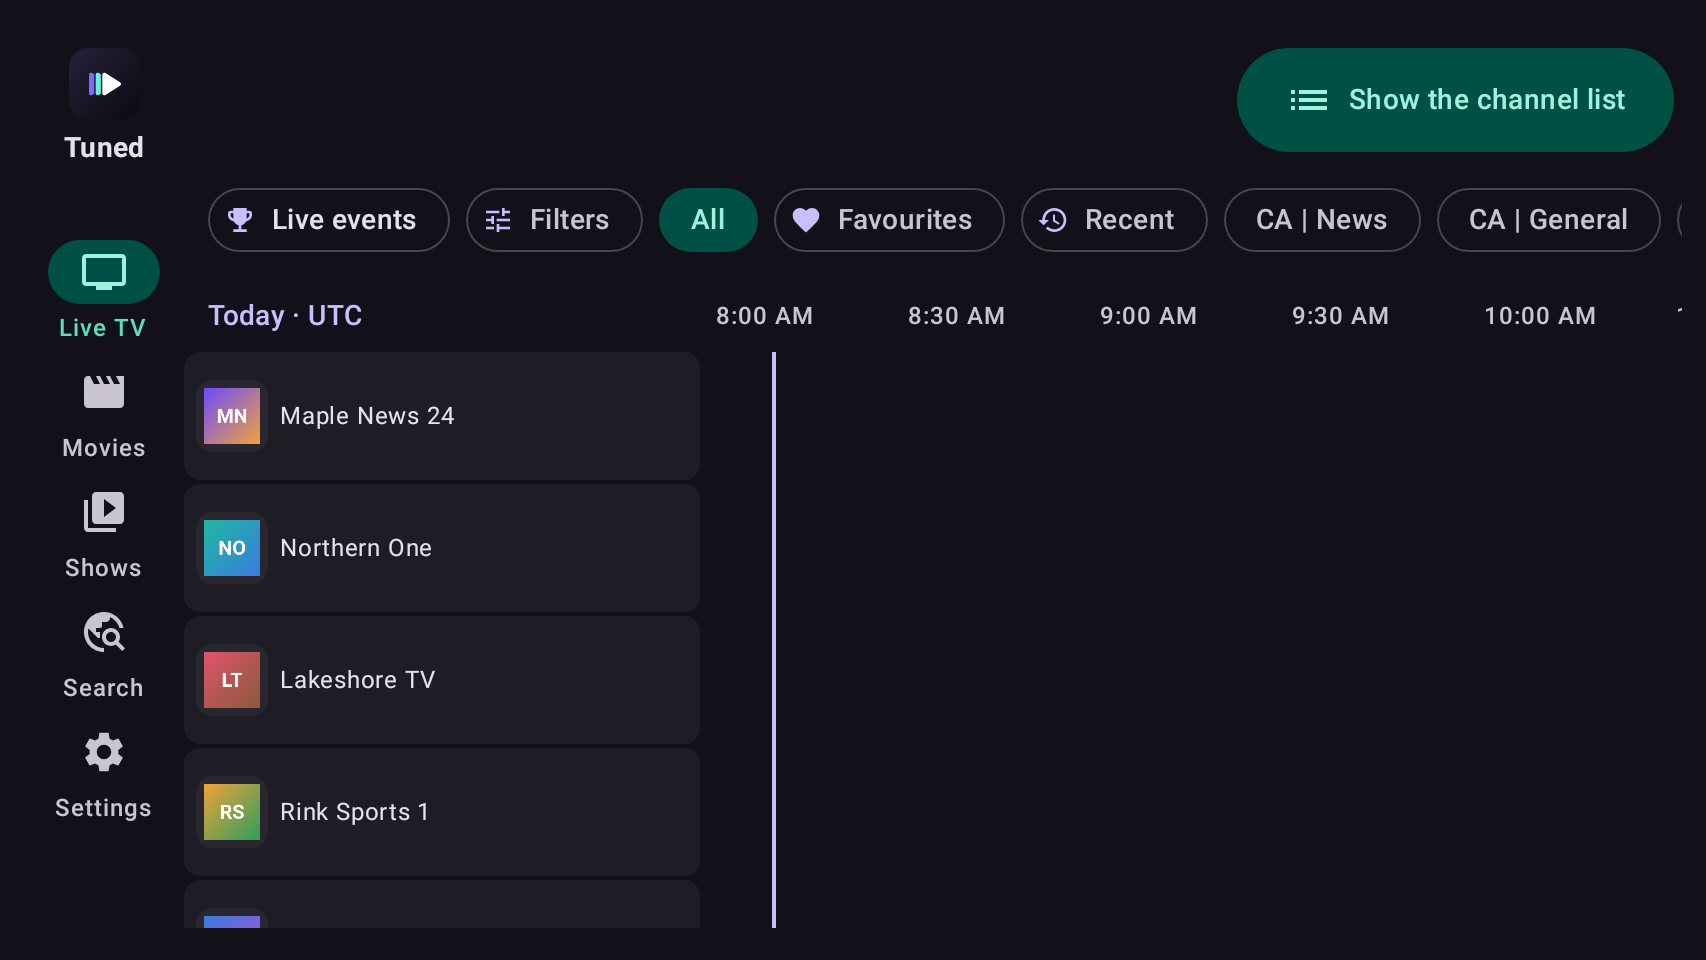 Tuned
Show the channel list
Live events
Filters
All
Favourites
Recent
CA | News
CA | General
Live TV
Movies
Shows
Search
Settings
Today · UTC
8:00 AM
8:30 AM
9:00 AM
9:30 AM
10:00 AM
MN
Maple News 24
NO
Northern One
LT
Lakeshore TV
RS
Rink Sports 1